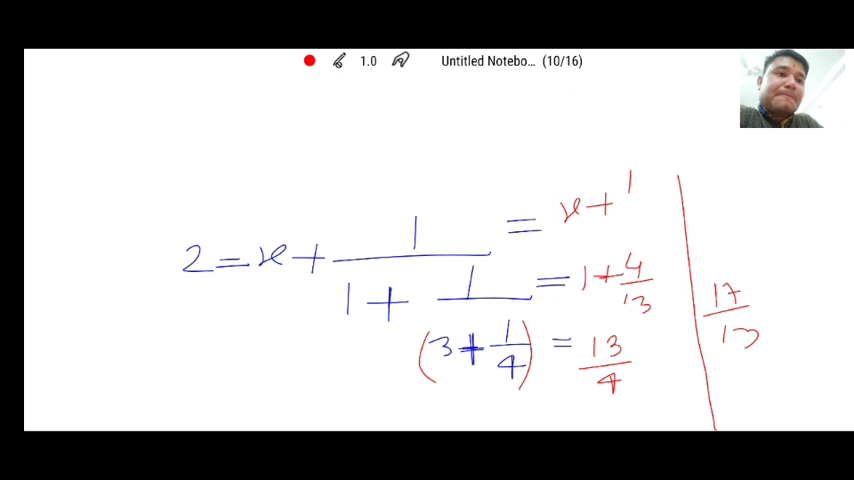 1.0 Untitled Notebo... (10/16)
2 = x + 1 / (1 + 1 / (3 + 1/4)) = x + 1
= 1 + 4/13
= 13/4
17/13